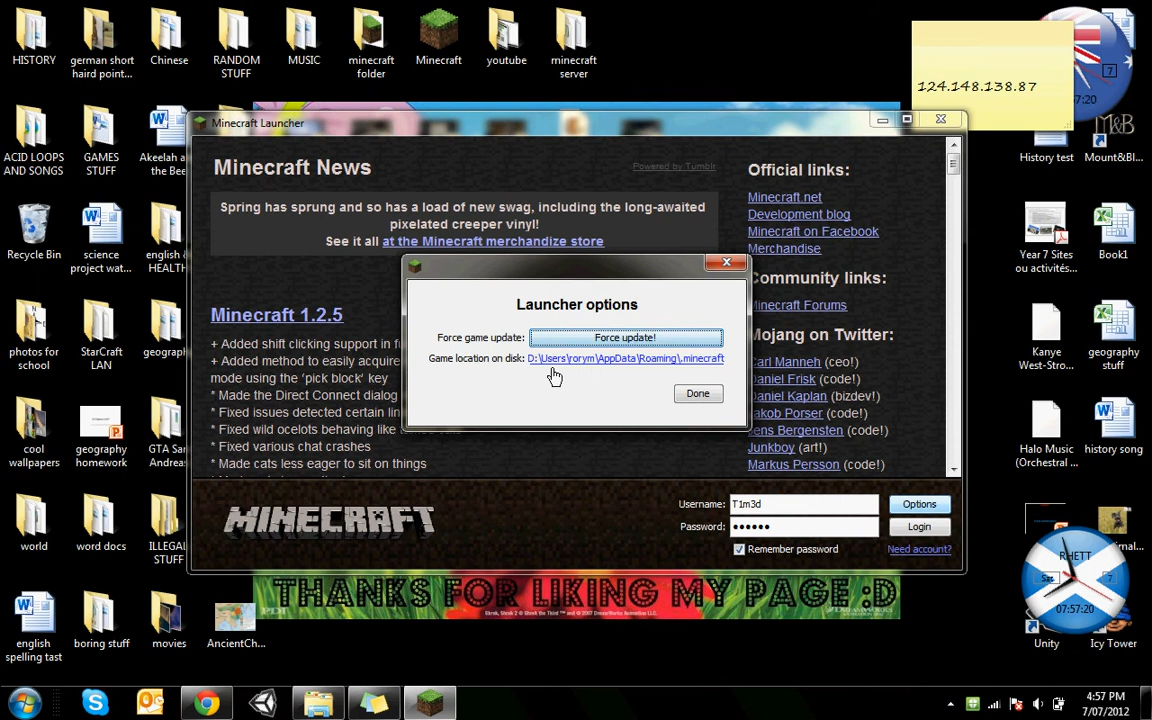 HISTORY
german short
haird point...
Chinese
RANDOM
STUFF
MUSIC
minecraft
folder
Minecraft
youtube
minecraft
server
124.148.138.87
7
07:57:20
ACID LOOPS
AND SONGS
GAMES
STUFF
Akeelah a
the Bee
History test
Mount&Bl...
Recycle Bin
science
project wat...
english &
HEALTH
Year 7 Sites
ou activités...
Book1
photos for
school
StarCraft
LAN
geograp
Kanye
West-Stro...
geography
stuff
cool
wallpapers
geography
homework
GTA San
Andreas
Halo Music
(Orchestral ...
history song
world
word docs
ILLEGAL
STUFF
english
spelling tast
boring stuff
movies
AncientCh...
Unity
Icy Tower
RHETT
Sat
7
07:57:20
Minecraft Launcher
Minecraft News
Powered by Tumblr
Spring has sprung and so has a load of new swag, including the long-awaited
pixelated creeper vinyl!
See it all at the Minecraft merchandize store
Minecraft 1.2.5
+ Added shift clicking support in f
+ Added method to easily acquire
mode using the 'pick block' key
* Made the Direct Connect dialog
* Fixed issues detected certain lin
* Fixed wild ocelots behaving like
* Fixed various chat crashes
* Made cats less eager to sit on things
Official links:
Minecraft.net
Development blog
Minecraft on Facebook
Merchandise
Community links:
Minecraft Forums
Mojang on Twitter:
Carl Manneh (ceo!)
Daniel Frisk (code!)
Daniel Kaplan (bizdev!)
Jakob Porser (code!)
Jens Bergensten (code!)
Junkboy (art!)
Markus Persson (code!)
Launcher options
Force game update: Force update!
Game location on disk: D:\Users\rorym\AppData\Roaming\.minecraft
Done
MINECRAFT
Username: T1m3d
Options
Password: ●●●●●●
Login
Remember password
Need account?
THANKS FOR LIKING MY PAGE :D
4:57 PM
7/07/2012